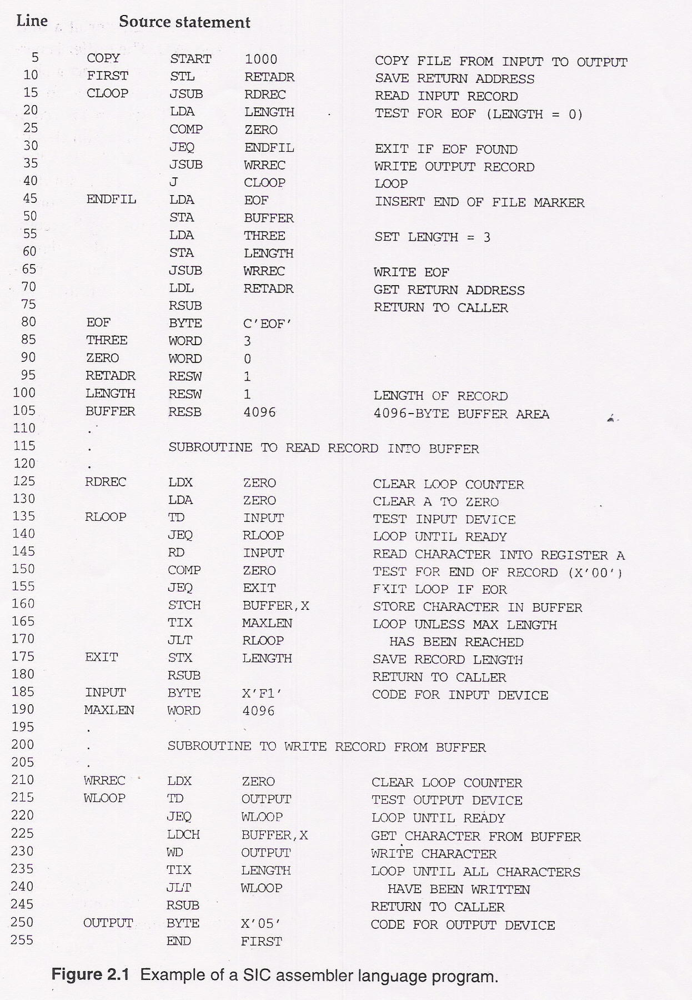 Line Source statement
5 COPY START 1000 COPY FILE FROM INPUT TO OUTPUT
10 FIRST STL RETADR SAVE RETURN ADDRESS
15 CLOOP JSUB RDREC READ INPUT RECORD
20 LDA LENGTH TEST FOR EOF (LENGTH = 0)
25 COMP ZERO
30 JEQ ENDFIL EXIT IF EOF FOUND
35 JSUB WRREC WRITE OUTPUT RECORD
40 J CLOOP LOOP
45 ENDFIL LDA EOF INSERT END OF FILE MARKER
50 STA BUFFER
55 LDA THREE SET LENGTH = 3
60 STA LENGTH
65 JSUB WRREC WRITE EOF
70 LDL RETADR GET RETURN ADDRESS
75 RSUB RETURN TO CALLER
80 EOF BYTE C'EOF'
85 THREE WORD 3
90 ZERO WORD 0
95 RETADR RESW 1
100 LENGTH RESW 1 LENGTH OF RECORD
105 BUFFER RESB 4096 4096-BYTE BUFFER AREA
110 .
115 . SUBROUTINE TO READ RECORD INTO BUFFER
120 .
125 RDREC LDX ZERO CLEAR LOOP COUNTER
130 LDA ZERO CLEAR A TO ZERO
135 RLOOP TD INPUT TEST INPUT DEVICE
140 JEQ RLOOP LOOP UNTIL READY
145 RD INPUT READ CHARACTER INTO REGISTER A
150 COMP ZERO TEST FOR END OF RECORD (X'00')
155 JEQ EXIT EXIT LOOP IF EOR
160 STCH BUFFER,X STORE CHARACTER IN BUFFER
165 TIX MAXLEN LOOP UNLESS MAX LENGTH
170 JLT RLOOP HAS BEEN REACHED
175 EXIT STX LENGTH SAVE RECORD LENGTH
180 RSUB RETURN TO CALLER
185 INPUT BYTE X'F1' CODE FOR INPUT DEVICE
190 MAXLEN WORD 4096
195 .
200 . SUBROUTINE TO WRITE RECORD FROM BUFFER
205 .
210 WRREC LDX ZERO CLEAR LOOP COUNTER
215 WLOOP TD OUTPUT TEST OUTPUT DEVICE
220 JEQ WLOOP LOOP UNTIL READY
225 LDCH BUFFER,X GET CHARACTER FROM BUFFER
230 WD OUTPUT WRITE CHARACTER
235 TIX LENGTH LOOP UNTIL ALL CHARACTERS
240 JLT WLOOP HAVE BEEN WRITTEN
245 RSUB RETURN TO CALLER
250 OUTPUT BYTE X'05' CODE FOR OUTPUT DEVICE
255 END FIRST
Figure 2.1 Example of a SIC assembler language program.